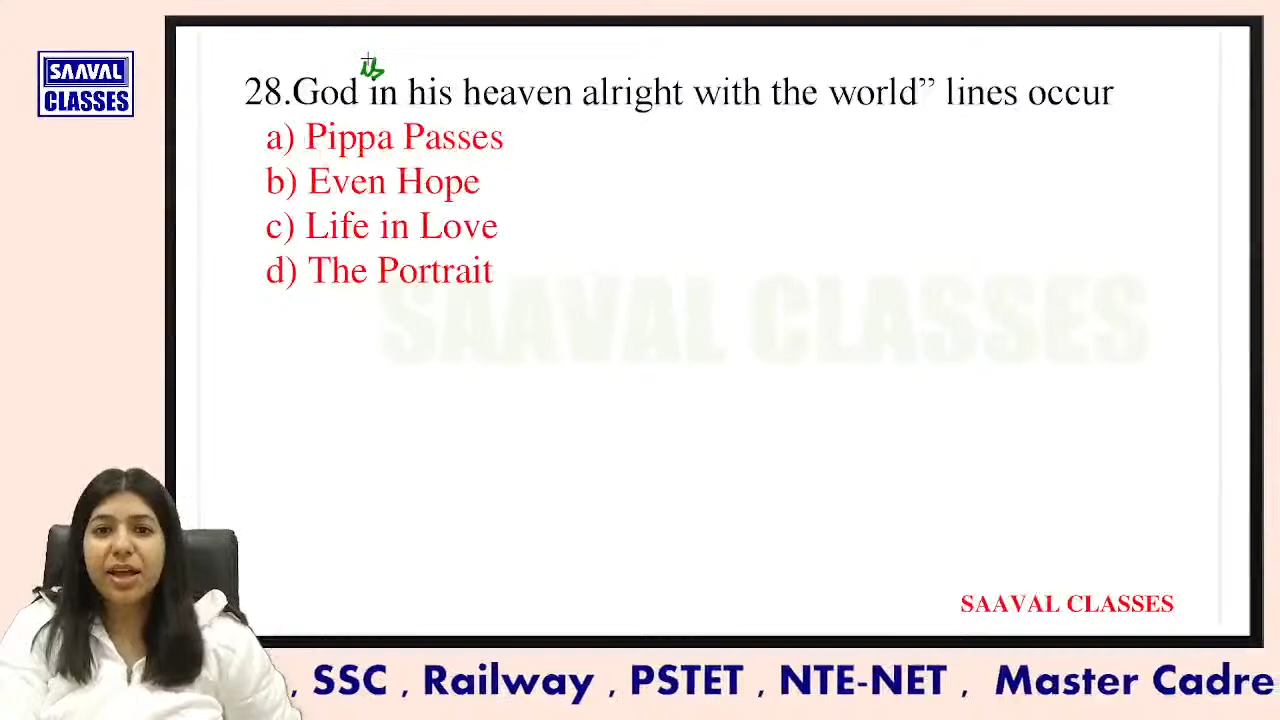 SAAVAL
CLASSES
is
28.God in his heaven alright with the world” lines occur
a) Pippa Passes
b) Even Hope
c) Life in Love
d) The Portrait
SAAVAL CLASSES
SAAVAL CLASSES
, SSC , Railway , PSTET , NTE-NET , Master Cadre